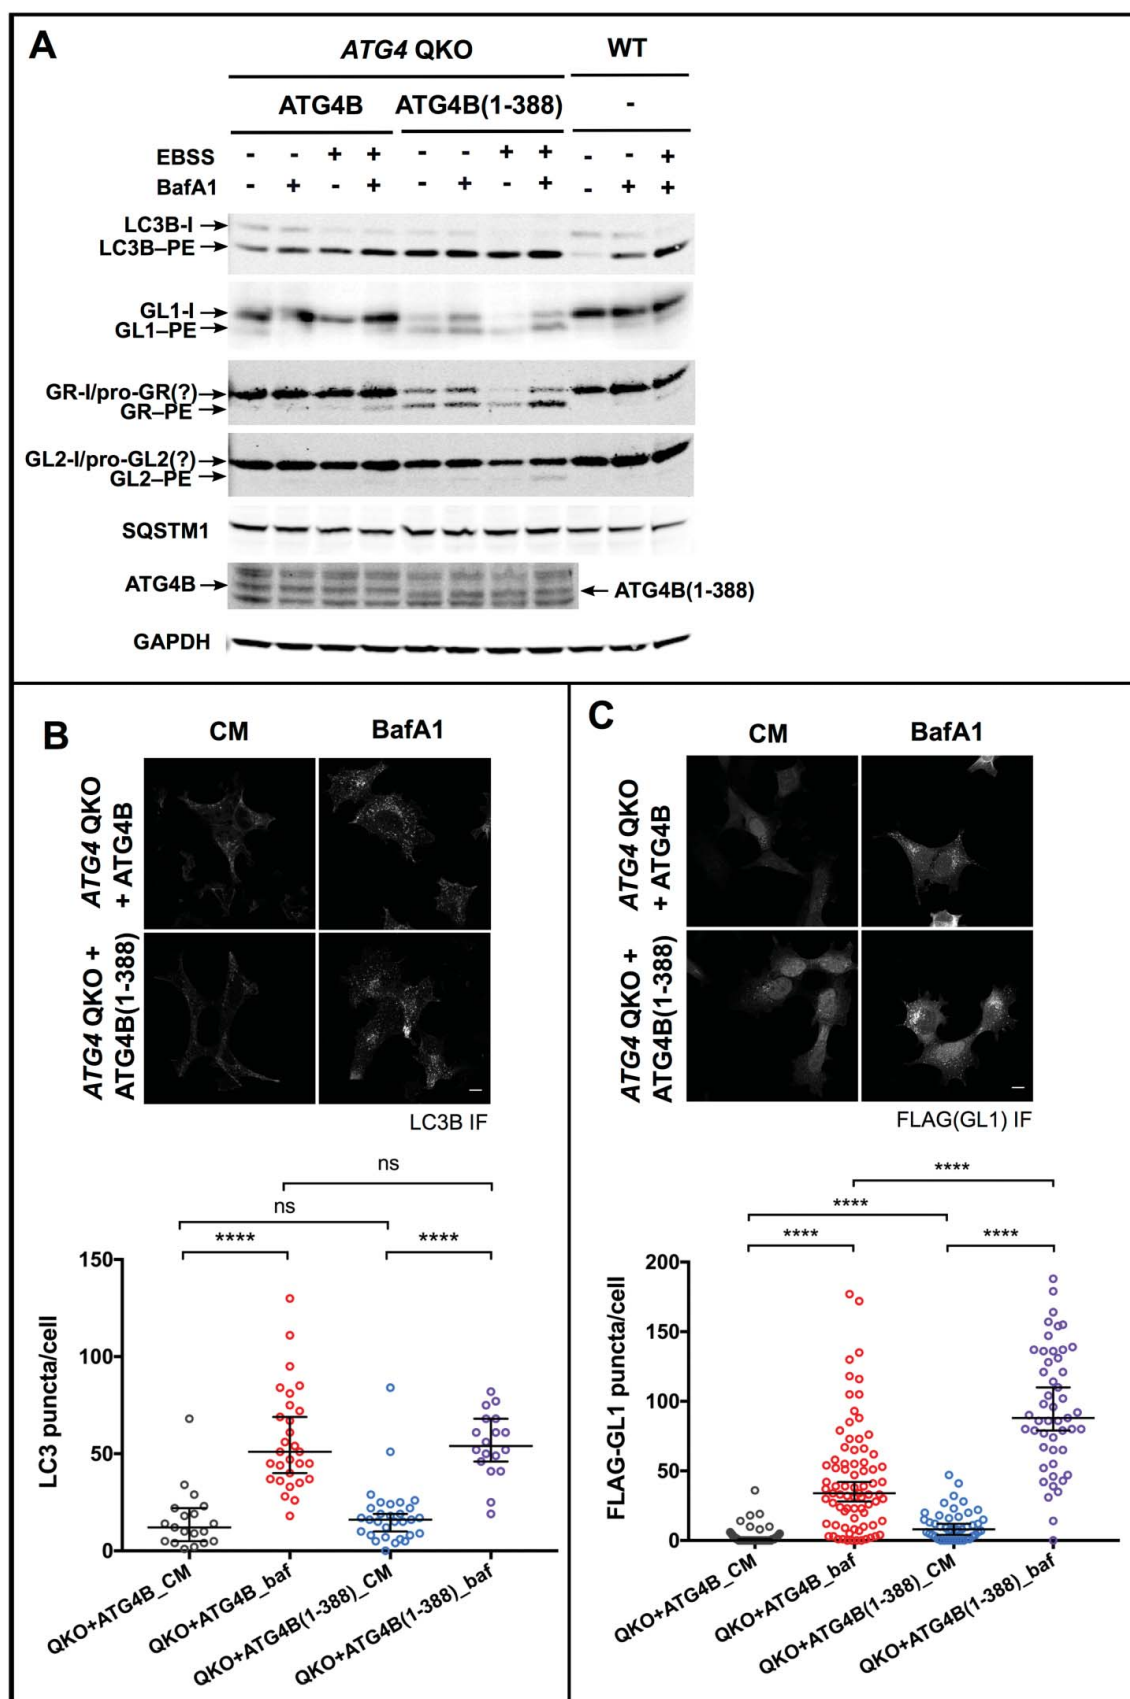 A
ATG4 QKO
WT
ATG4B
ATG4B(1-388)
-
EBSS
- - + + - - + + - - +
BafA1
- + - + - + - + - + +
LC3B-I
LC3B–PE
GL1-I
GL1–PE
GR-I/pro-GR(?)
GR–PE
GL2-I/pro-GL2(?)
GL2–PE
SQSTM1
ATG4B
ATG4B(1-388)
GAPDH
B
CM
BafA1
ATG4 QKO
+ ATG4B
ATG4 QKO +
ATG4B(1-388)
LC3B IF
ns
ns
****
****
LC3 puncta/cell
150
100
50
0
QKO+ATG4B_CM
QKO+ATG4B_baf
QKO+ATG4B(1-388)_CM
QKO+ATG4B(1-388)_baf
C
CM
BafA1
ATG4 QKO
+ ATG4B
ATG4 QKO +
ATG4B(1-388)
FLAG(GL1) IF
****
****
****
****
FLAG-GL1 puncta/cell
200
150
100
50
0
QKO+ATG4B_CM
QKO+ATG4B_baf
QKO+ATG4B(1-388)_CM
QKO+ATG4B(1-388)_baf